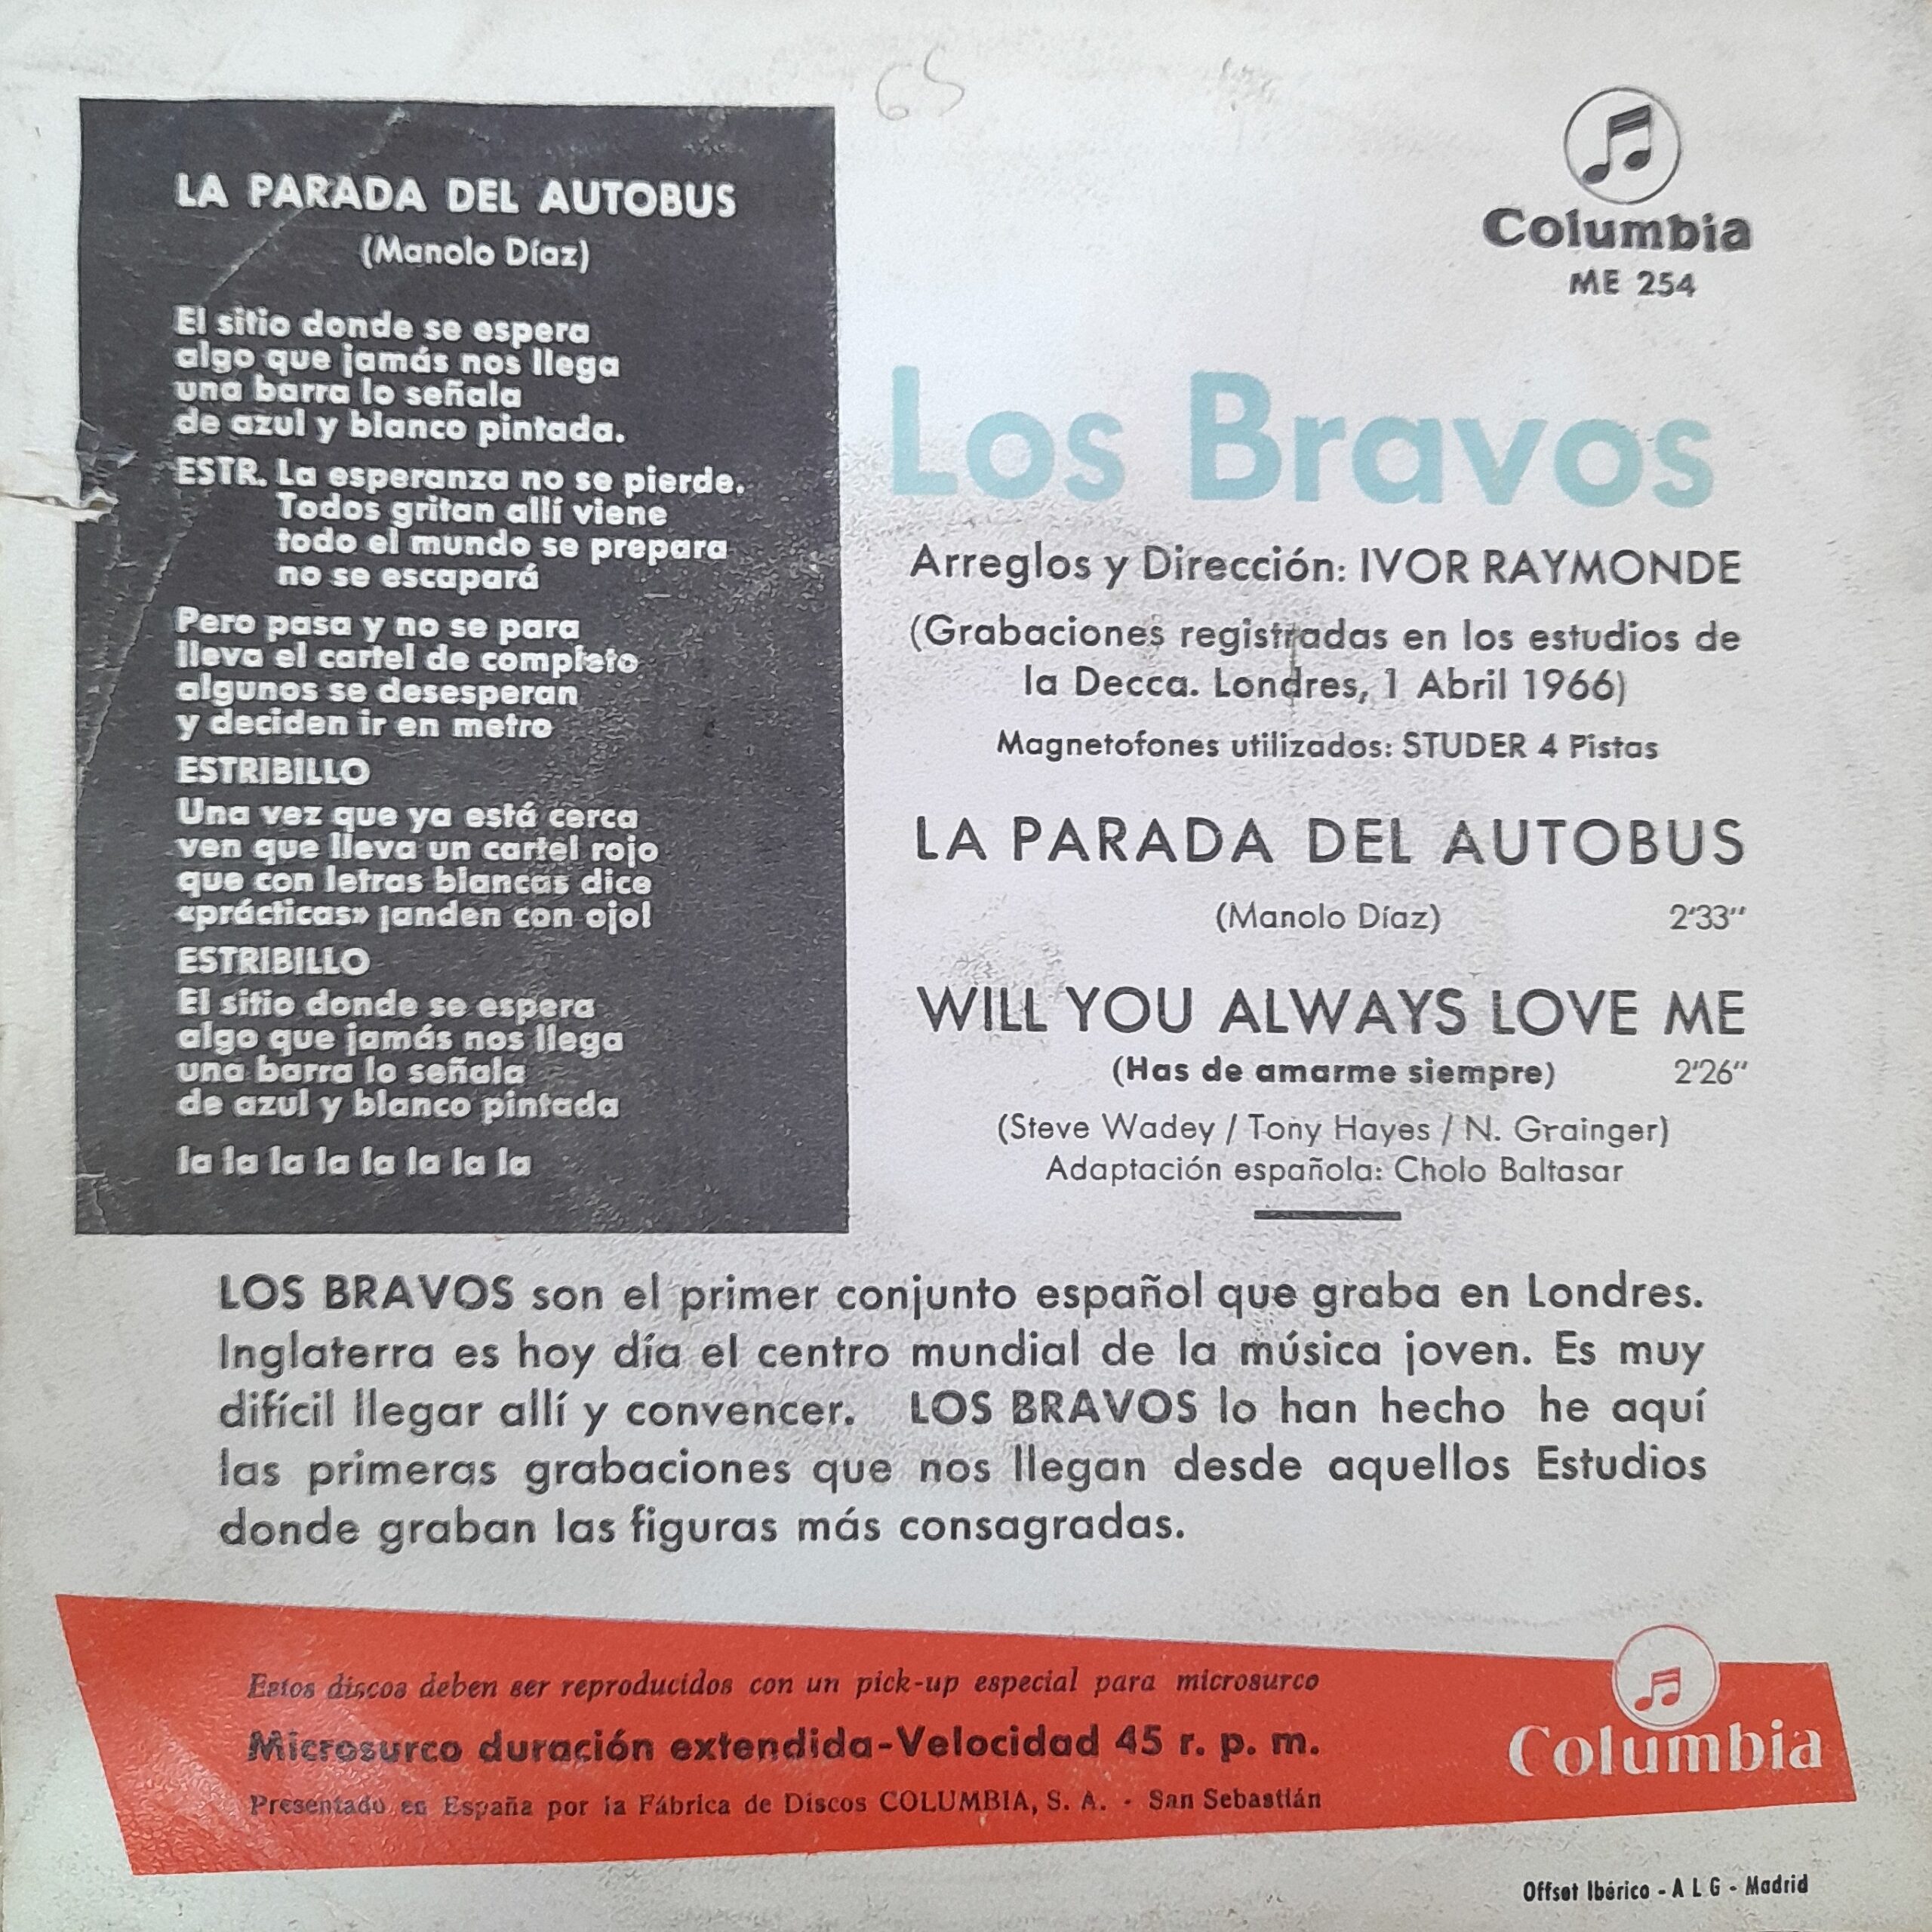 65
LA PARADA DEL AUTOBUS
(Manolo Díaz)
El sitio donde se espera
algo que jamás nos llega
una barra lo señala
de azul y blanco pintada.
ESTR. La esperanza no se pierde.
Todos gritan allí viene
todo el mundo se prepara
no se escapará
Pero pasa y no se para
lleva el cartel de completo
algunos se desesperan
y deciden ir en metro
ESTRIBILLO
Una vez que ya está cerca
ven que lleva un cartel rojo
que con letras blancas dice
«prácticas» ¡anden con ojo!
ESTRIBILLO
El sitio donde se espera
algo que jamás nos llega
una barra lo señala
de azul y blanco pintada
la la la la la la la la
Columbia
ME 254
Los Bravos
Arreglos y Dirección: IVOR RAYMONDE
(Grabaciones registradas en los estudios de
la Decca. Londres, 1 Abril 1966)
Magnetofones utilizados: STUDER 4 Pistas
LA PARADA DEL AUTOBUS
(Manolo Díaz) 2'33"
WILL YOU ALWAYS LOVE ME
(Has de amarme siempre) 2'26"
(Steve Wadey / Tony Hayes / N. Grainger)
Adaptación española: Cholo Baltasar
LOS BRAVOS son el primer conjunto español que graba en Londres.
Inglaterra es hoy día el centro mundial de la música joven. Es muy
difícil llegar allí y convencer. LOS BRAVOS lo han hecho he aquí
las primeras grabaciones que nos llegan desde aquellos Estudios
donde graban las figuras más consagradas.
Estos discos deben ser reproducidos con un pick-up especial para microsurco
Microsurco duración extendida-Velocidad 45 r. p. m.
Presentado en España por la Fábrica de Discos COLUMBIA, S. A. - San Sebastián
Columbia
Offset Ibérico - A L G - Madrid